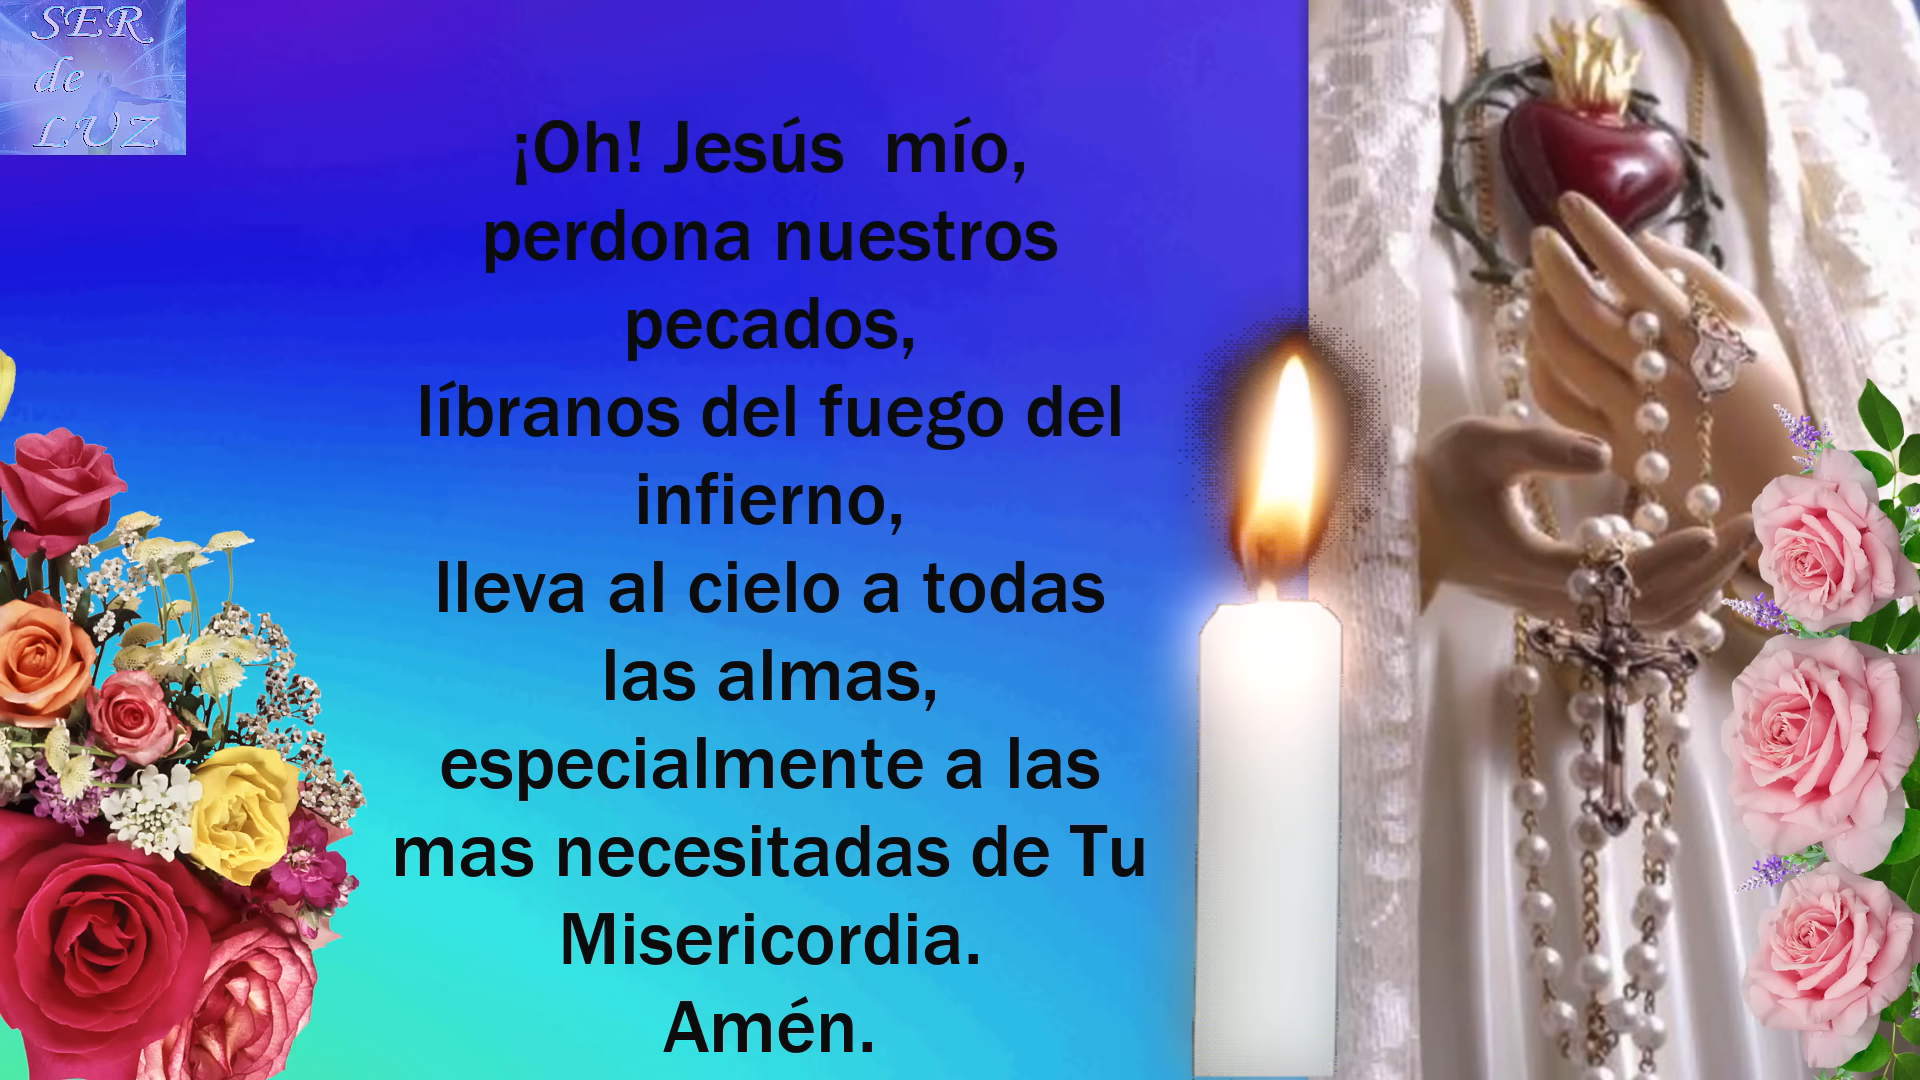 SER
de
LUZ
¡Oh! Jesús  mío,
perdona nuestros
pecados,
líbranos del fuego del
infierno,
lleva al cielo a todas
las almas,
especialmente a las
mas necesitadas de Tu
Misericordia.
Amén.